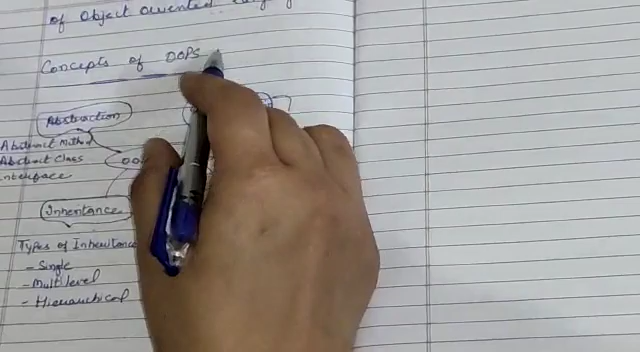 of Object Oriented
Concepts of OOPS
Abstraction
Abstract Method
Abstract Class
Interface
Inheritance
Types of Inheritance
- Single
- Multilevel
- Hierarchical